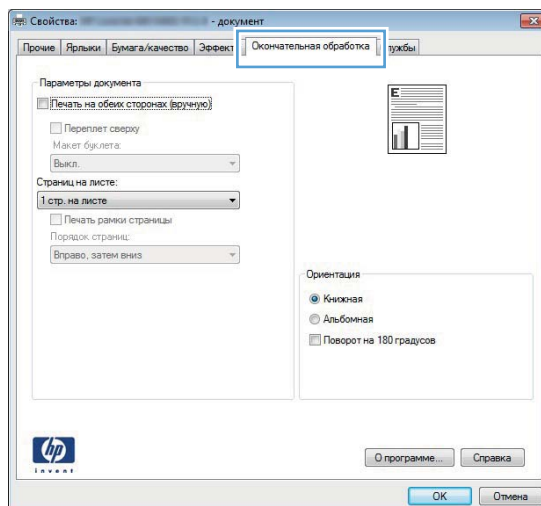 Свойства:
- документ
Прочие
Ярлыки
Бумага/качество
Эффект
Окончательная обработка
лужбы
Параметры документа
Печать на обеих сторонах (вручную)
Переплет сверху
Макет буклета:
Выкл.
Страниц на листе:
1 стр. на листе
Печать рамки страницы
Порядок страниц:
Вправо, затем вниз
E
Ориентация
Книжная
Альбомная
Поворот на 180 градусов
hp
invent
О программе...
Справка
OK
Отмена